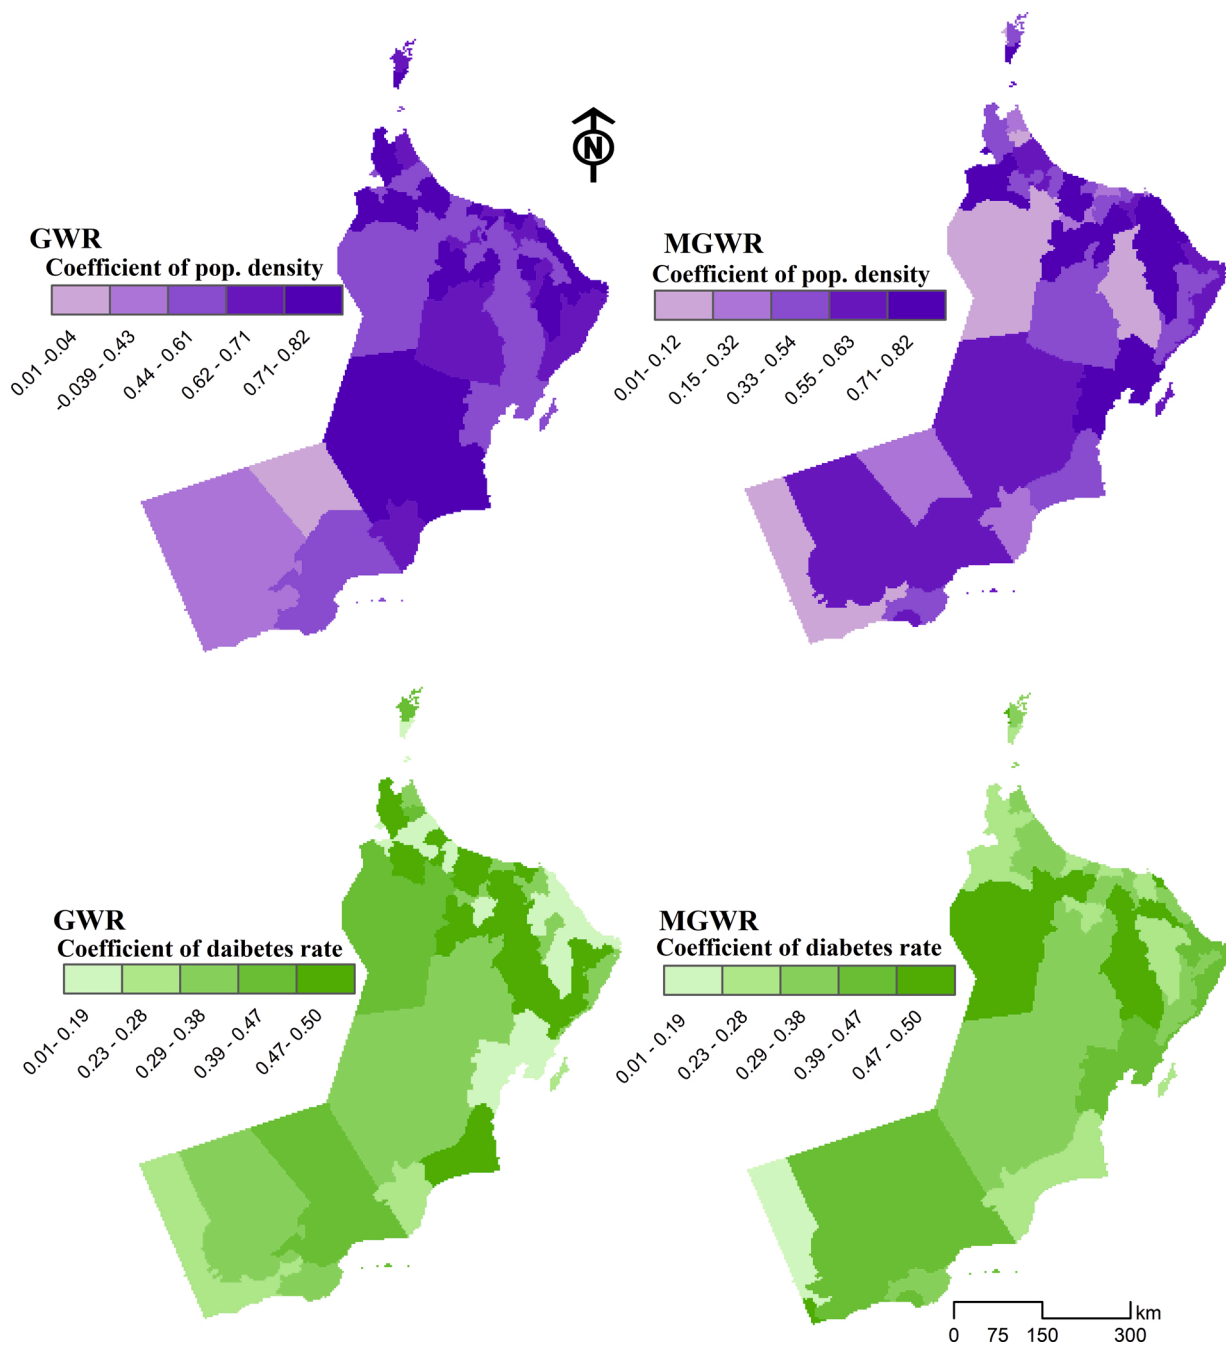 N
GWR
Coefficient of pop. density
0.01 -0.04
-0.039 - 0.43
0.44 - 0.61
0.62 - 0.71
0.71- 0.82
MGWR
Coefficient of pop. density
0.01- 0.12
0.15 - 0.32
0.33 - 0.54
0.55 - 0.63
0.71- 0.82
GWR
Coefficient of daibetes rate
0.01 - 0.19
0.23 - 0.28
0.29 - 0.38
0.39 - 0.47
0.47 - 0.50
MGWR
Coefficient of diabetes rate
0.01 - 0.19
0.23 - 0.28
0.29 - 0.38
0.39 - 0.47
0.47 - 0.50
km
0 75 150 300